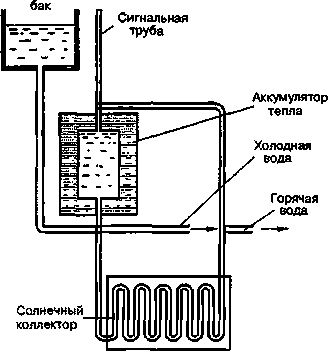 бак
Сигнальная
труба
Аккумулятор
тепла
Холодная
вода
Горячая
вода
Солнечный
коллектор